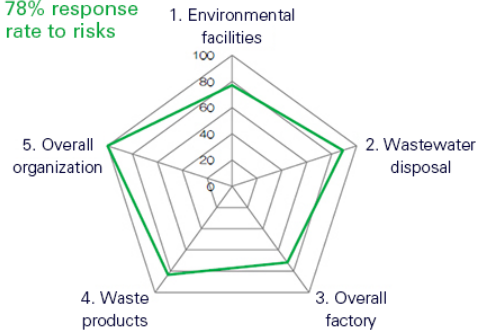 78% response
rate to risks
1. Environmental
facilities
100
80
60
40
20
0
5. Overall
organization
2. Wastewater
disposal
4. Waste
products
3. Overall
factory